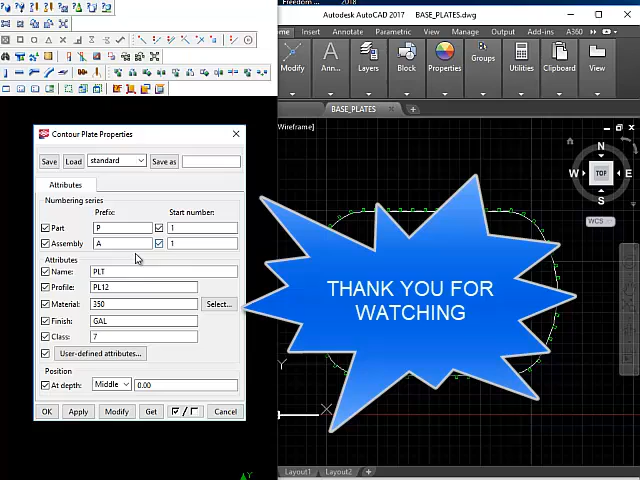 Freedom ...
2018
Autodesk AutoCAD 2017 BASE_PLATES.dwg
Home Insert Annotate Parametric View Manage Output Add-ins A360
Modify
Ann...
Layers
Block
Properties
Groups
Utilities
Clipboard
View
BASE_PLATES
Wireframe]
N
W TOP E
S
WCS
Contour Plate Properties
Save Load standard Save as
Attributes
Numbering series
Prefix: Start number:
Part P 1
Assembly A 1
Attributes
Name: PLT
Profile: PL12
Material: 350 Select...
Finish: GAL
Class: 7
User-defined attributes...
Position
At depth: Middle 0.00
OK Apply Modify Get Cancel
THANK YOU FOR
WATCHING
Y
X
Layout1 Layout2 +
Y